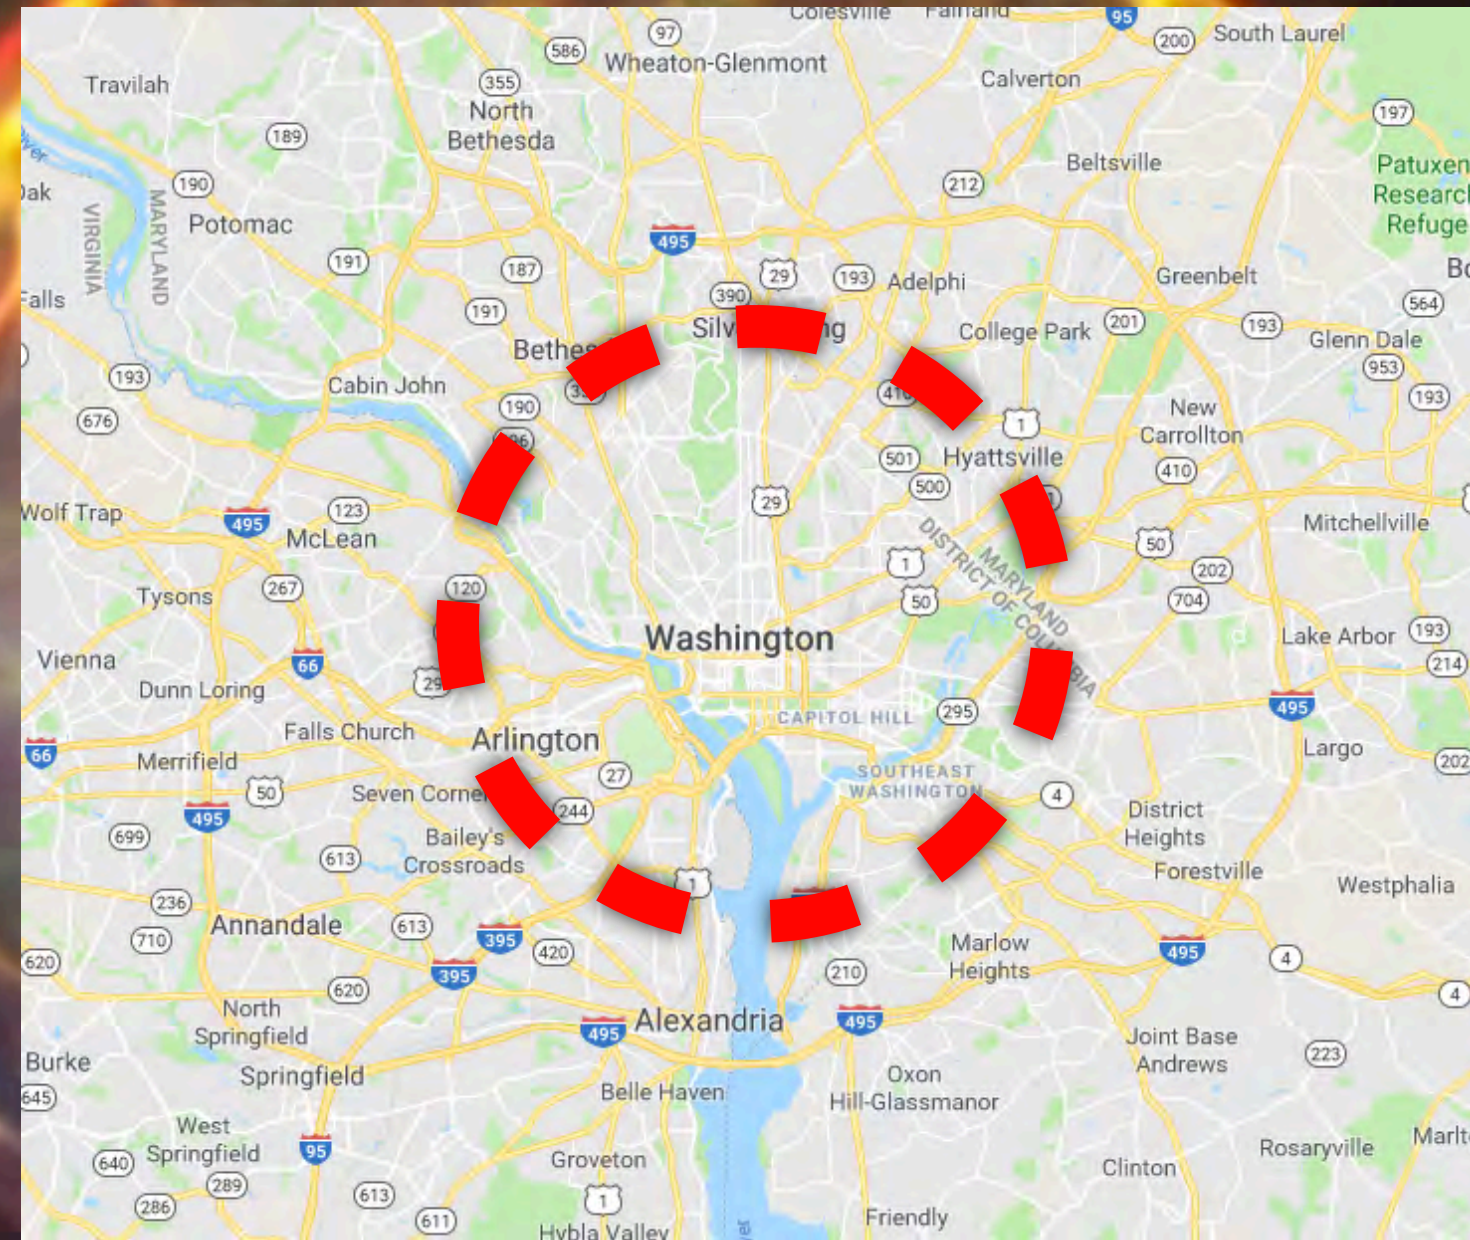 Colesville
Fairland
95
97
586
200
South Laurel
Wheaton-Glenmont
Travilah
355
Calverton
North
Bethesda
197
189
Beltsville
190
212
Patuxen
Research
Refuge
VIRGINIA
MARYLAND
Potomac
495
191
187
29
193
Adelphi
Greenbelt
390
Falls
191
564
201
193
College Park
Glenn Dale
953
193
Cabin John
190
193
New
Carrollton
676
1
501
Hyattsville
410
500
29
Wolf Trap
495
123
McLean
Mitchellville
50
DISTRICT OF COLUMBIA
MARYLAND
1
202
Tysons
267
120
50
704
Washington
Lake Arbor
193
Vienna
66
214
Dunn Loring
29
CAPITOL HILL
295
495
Falls Church
Arlington
66
Merrifield
27
Largo
202
50
Seven Corne
SOUTHEAST
WASHINGTON
4
495
244
District
Heights
699
613
Bailey's
Crossroads
Forestville
1
Westphalia
236
Annandale
613
710
395
420
Marlow
Heights
495
4
620
395
210
620
4
North
Springfield
495
Alexandria
495
Joint Base
Andrews
223
Burke
Springfield
Belle Haven
Oxon
Hill-Glassmanor
645
West
Springfield
95
Rosaryville
Marlt
640
Groveton
Clinton
289
613
1
286
611
Hybla Valley
Friendly